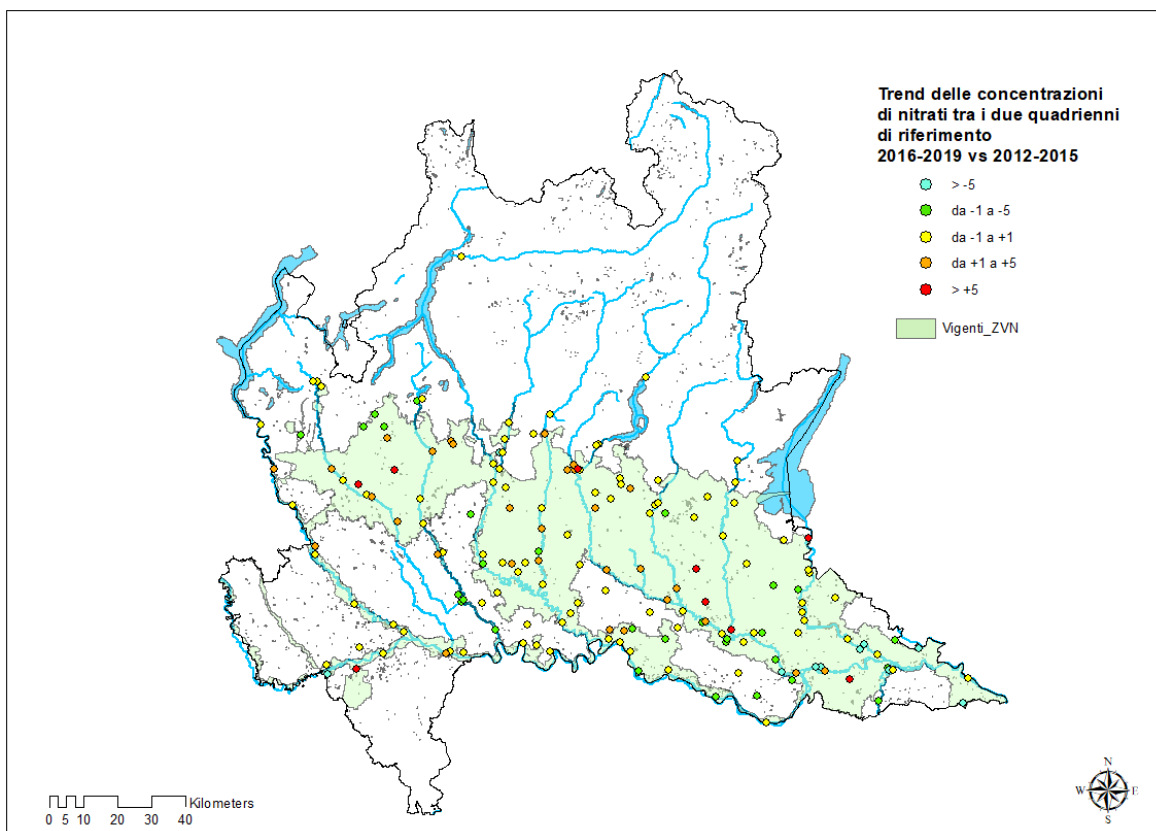 Trend delle concentrazioni
di nitrati tra i due quadrienni
di riferimento
2016-2019 vs 2012-2015
> -5
da -1 a -5
da -1 a +1
da +1 a +5
> +5
Vigenti_ZVN
Kilometers
0 5 10 20 30 40
N
W E
S